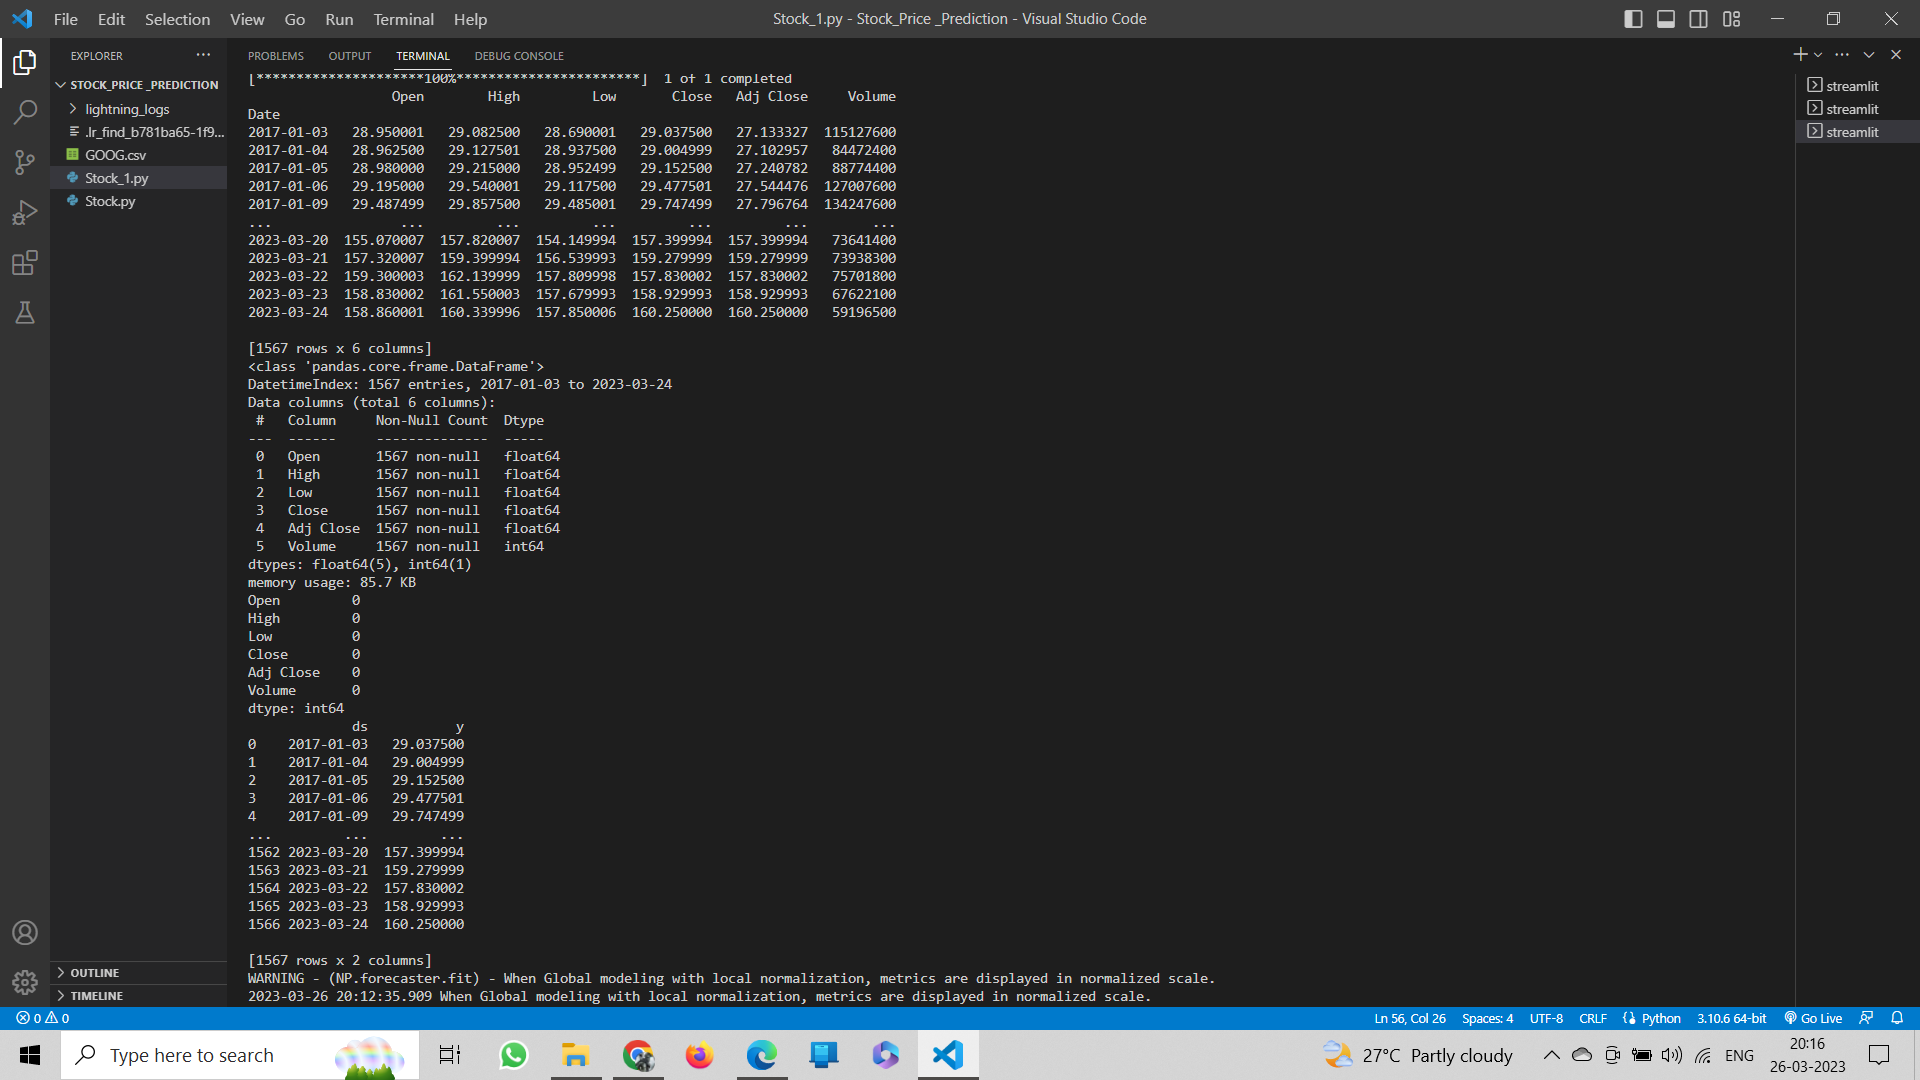 File Edit Selection View Go Run Terminal Help
Stock_1.py - Stock_Price _Prediction - Visual Studio Code
EXPLORER ...
STOCK_PRICE _PREDICTION
lightning_logs
.lr_find_b781ba65-1f9...
GOOG.csv
Stock_1.py
Stock.py
OUTLINE
TIMELINE
PROBLEMS OUTPUT TERMINAL DEBUG CONSOLE
[*********************100%***********************]  1 of 1 completed
Open High Low Close Adj Close Volume
Date
2017-01-03 28.950001 29.082500 28.690001 29.037500 27.133327 115127600
2017-01-04 28.962500 29.127501 28.937500 29.004999 27.102957 84472400
2017-01-05 28.980000 29.215000 28.952499 29.152500 27.240782 88774400
2017-01-06 29.195000 29.540001 29.117500 29.477501 27.544476 127007600
2017-01-09 29.487499 29.857500 29.485001 29.747499 27.796764 134247600
... ... ... ... ... ... ...
2023-03-20 155.070007 157.820007 154.149994 157.399994 157.399994 73641400
2023-03-21 157.320007 159.399994 156.539993 159.279999 159.279999 73938300
2023-03-22 159.300003 162.139999 157.809998 157.830002 157.830002 75701800
2023-03-23 158.830002 161.550003 157.679993 158.929993 158.929993 67622100
2023-03-24 158.860001 160.339996 157.850006 160.250000 160.250000 59196500
[1567 rows x 6 columns]
<class 'pandas.core.frame.DataFrame'>
DatetimeIndex: 1567 entries, 2017-01-03 to 2023-03-24
Data columns (total 6 columns):
# Column Non-Null Count Dtype
--- ------ -------------- -----
0 Open 1567 non-null float64
1 High 1567 non-null float64
2 Low 1567 non-null float64
3 Close 1567 non-null float64
4 Adj Close 1567 non-null float64
5 Volume 1567 non-null int64
dtypes: float64(5), int64(1)
memory usage: 85.7 KB
Open 0
High 0
Low 0
Close 0
Adj Close 0
Volume 0
dtype: int64
ds y
0 2017-01-03 29.037500
1 2017-01-04 29.004999
2 2017-01-05 29.152500
3 2017-01-06 29.477501
4 2017-01-09 29.747499
... ... ...
1562 2023-03-20 157.399994
1563 2023-03-21 159.279999
1564 2023-03-22 157.830002
1565 2023-03-23 158.929993
1566 2023-03-24 160.250000
[1567 rows x 2 columns]
WARNING - (NP.forecaster.fit) - When Global modeling with local normalization, metrics are displayed in normalized scale.
2023-03-26 20:12:35.909 When Global modeling with local normalization, metrics are displayed in normalized scale.
streamlit
streamlit
streamlit
0 0
Ln 56, Col 26 Spaces: 4 UTF-8 CRLF Python 3.10.6 64-bit Go Live
Type here to search
27°C Partly cloudy
ENG
20:16
26-03-2023